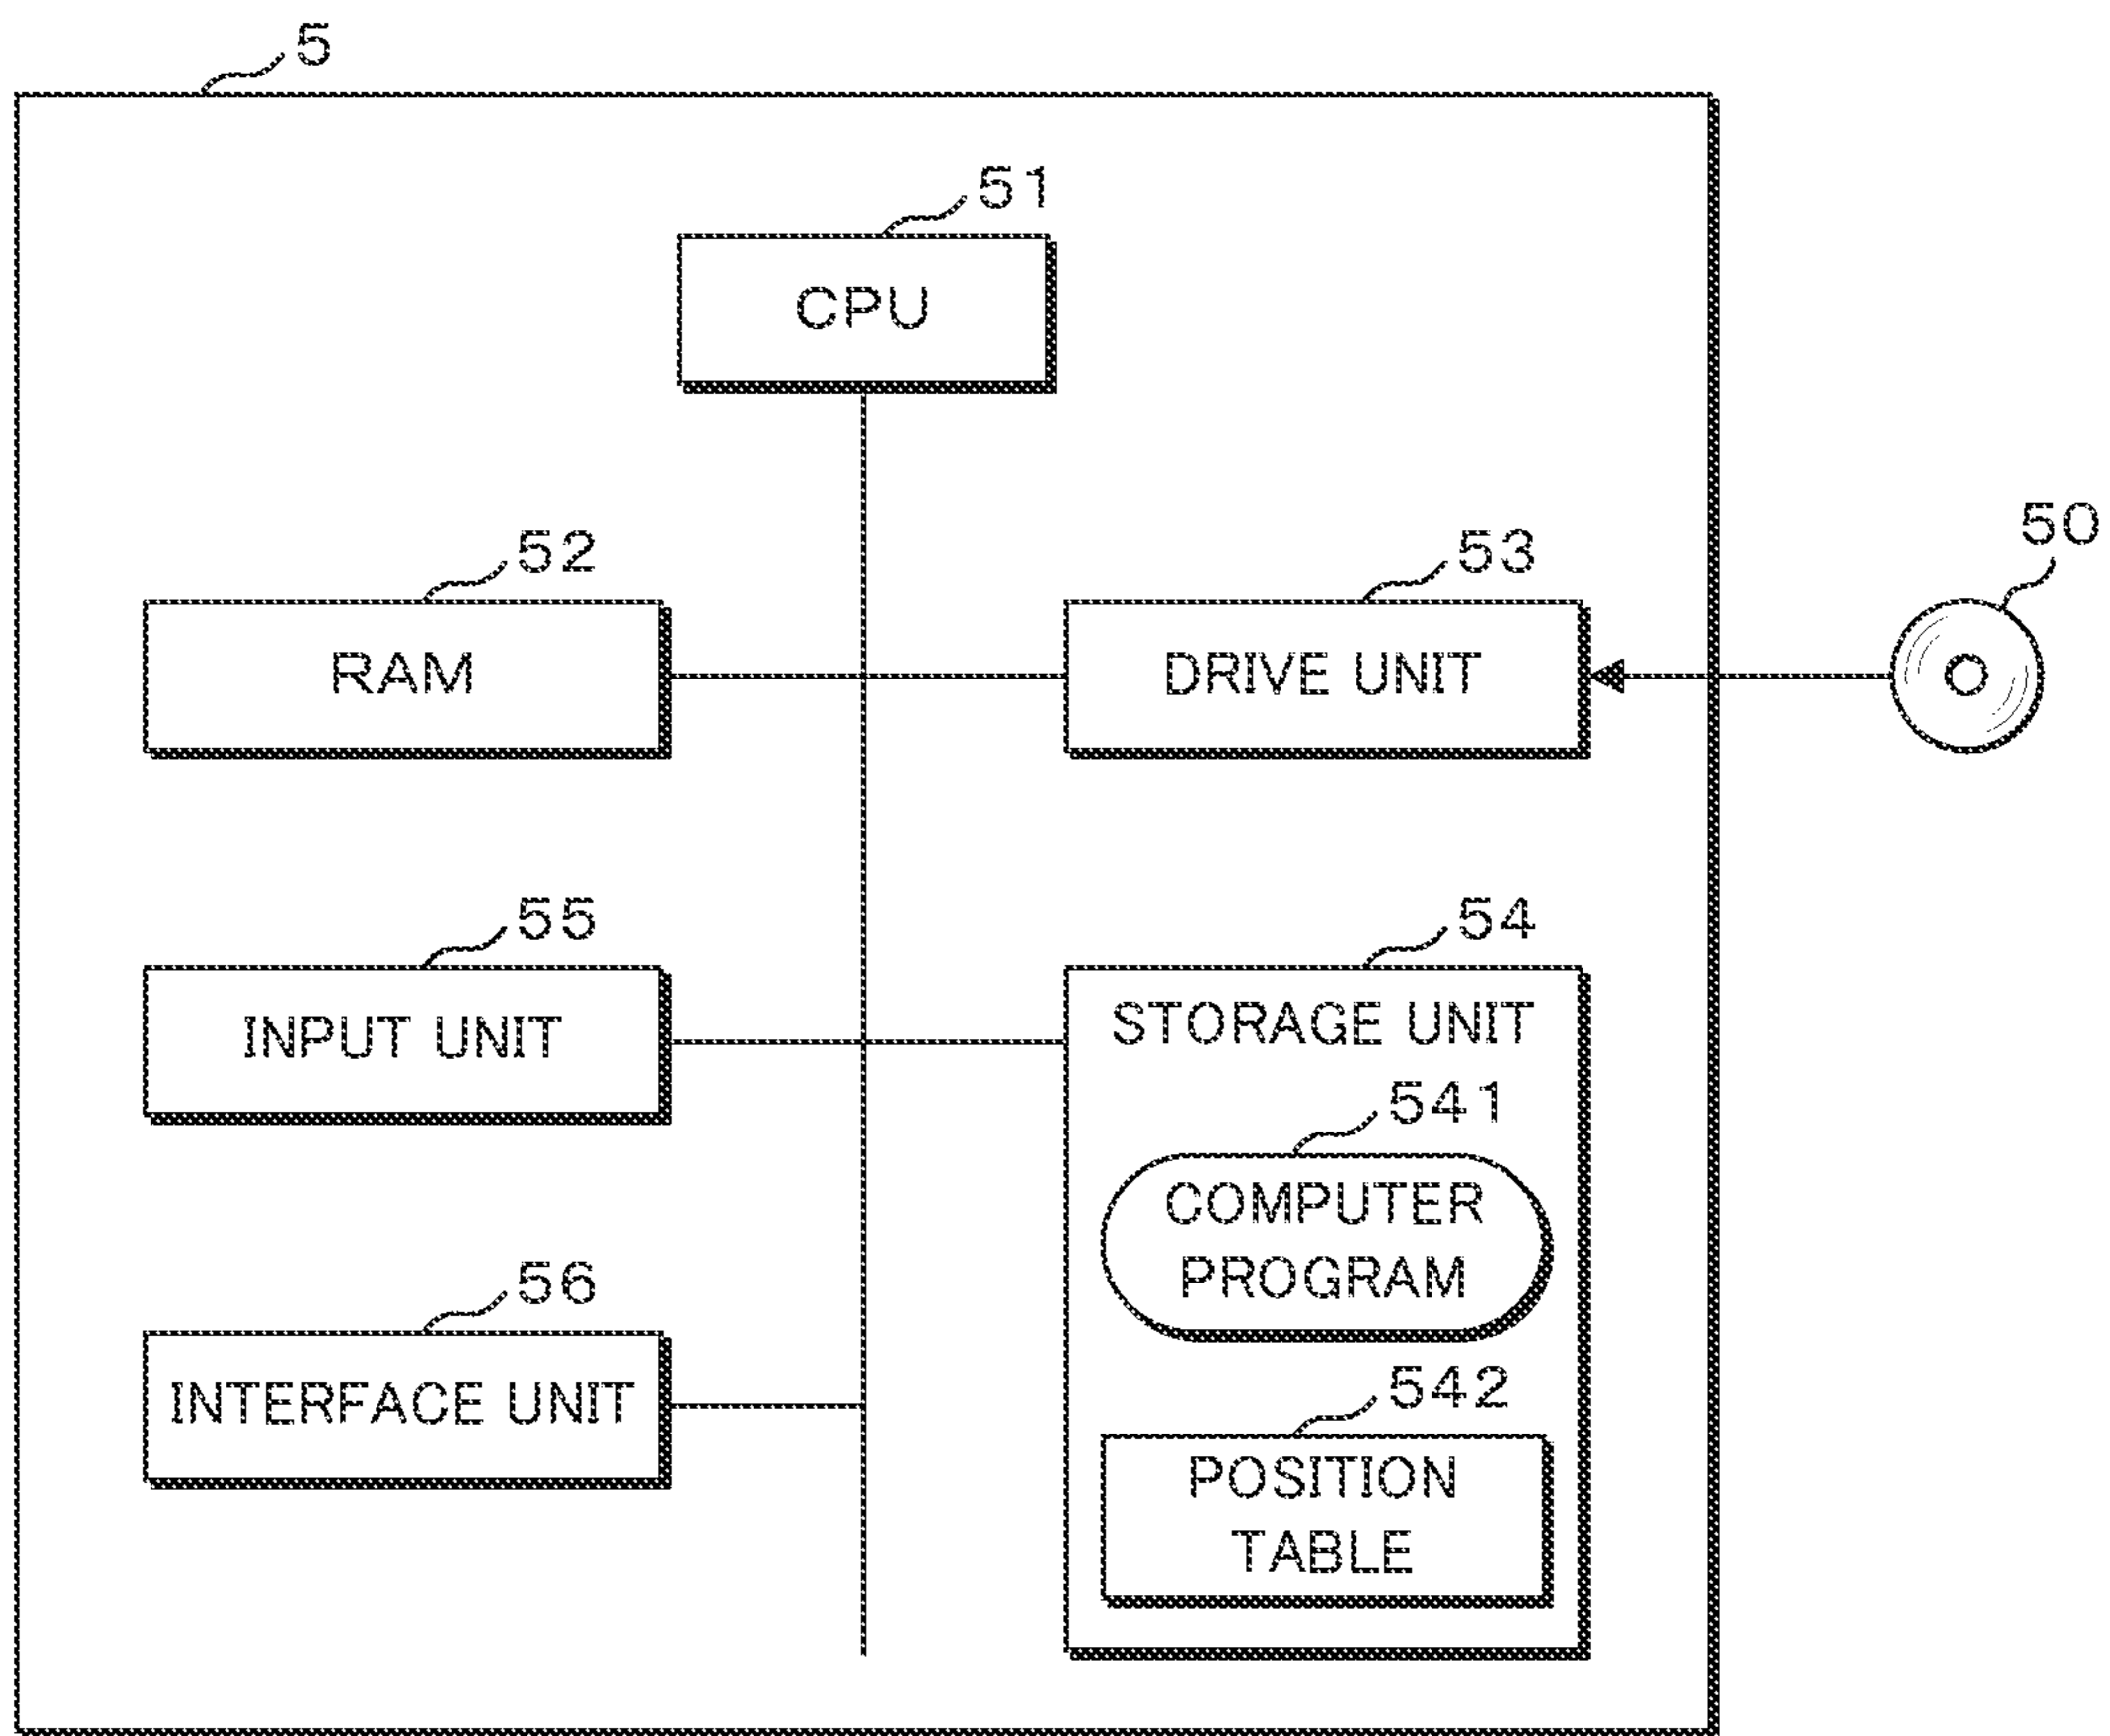 5
51
CPU
52
RAM
53
DRIVE UNIT
50
55
INPUT UNIT
54
STORAGE UNIT
541
COMPUTER
PROGRAM
56
INTERFACE UNIT
542
POSITION
TABLE